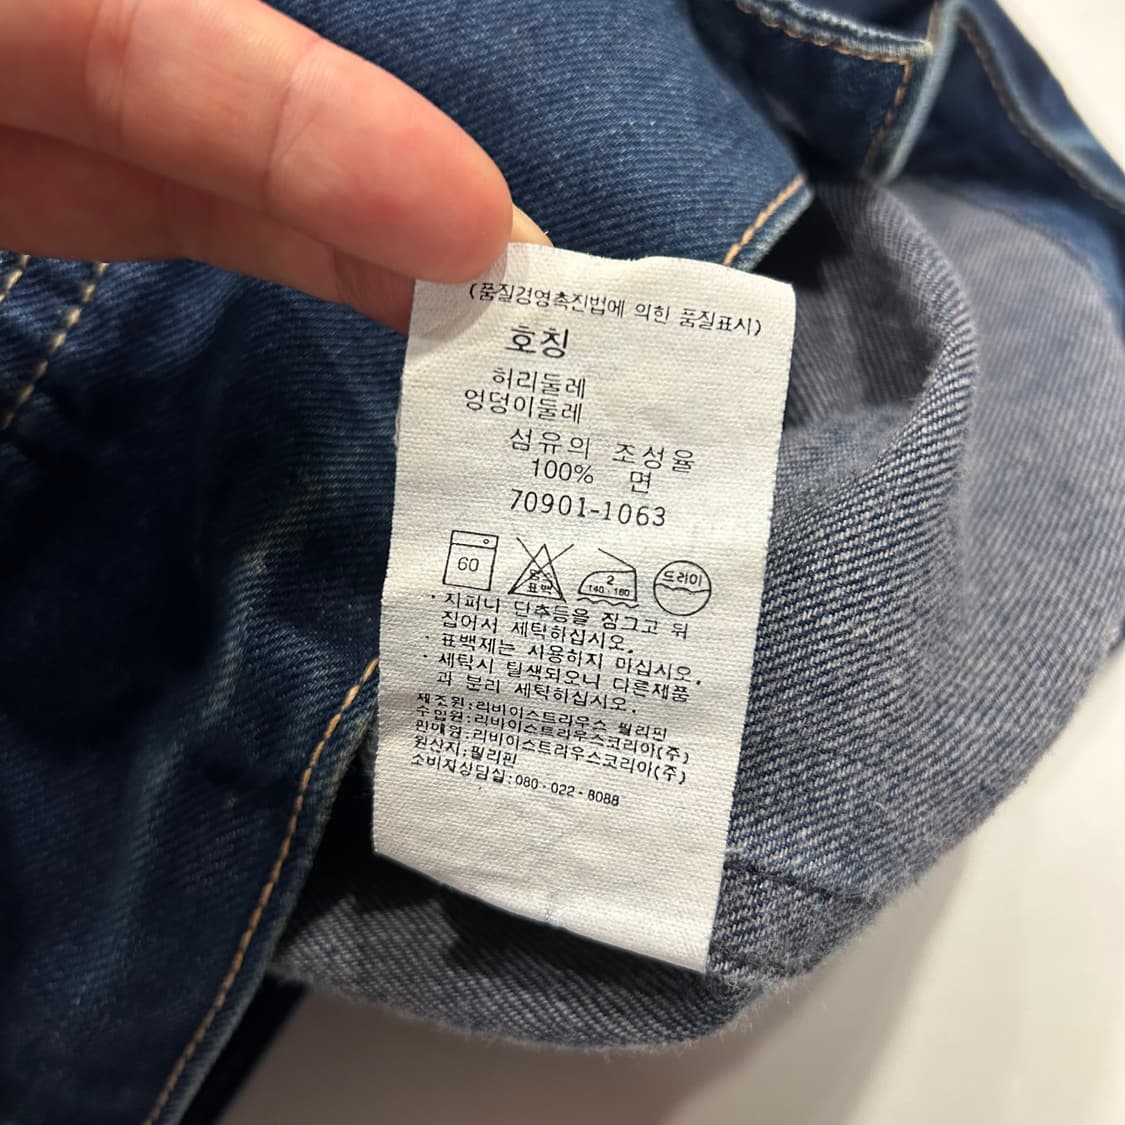 (품질경영촉진법에 의한 품질표시)
호칭
허리둘레
엉덩이둘레
섬유의 조성율
100% 면
70901-1063
60
염소
표백
2
140-160
드라이
·지퍼나 단추등을 잠그고 뒤
집어서 세탁하십시오.
·표백제는 사용하지 마십시오.
·세탁시 탈색되오니 다른제품
과 분리 세탁하십시오.
제조원:리바이스트라우스 필리핀
수입원:리바이스트라우스코리아(주)
판매원:리바이스트라우스코리아(주)
원산지:필리핀
소비자상담실:080-022-8088